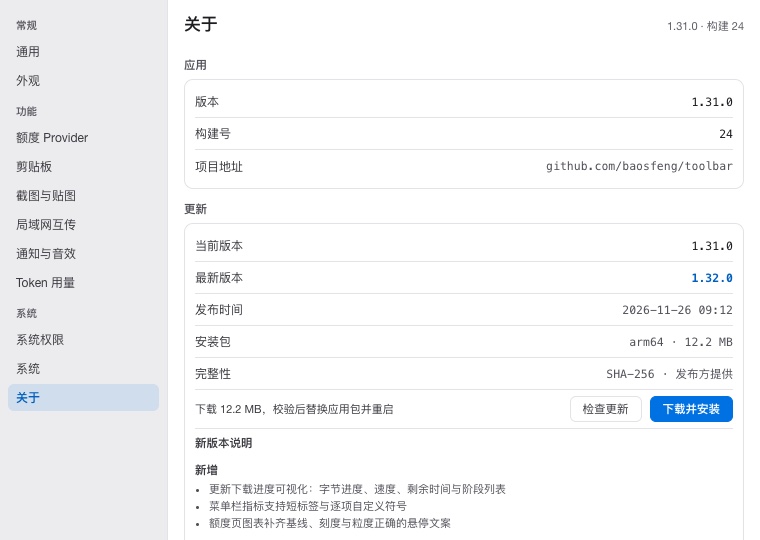 常规
通用
外观
功能
额度 Provider
剪贴板
截图与贴图
局域网互传
通知与音效
Token 用量
系统
系统权限
系统
关于
关于
1.31.0 · 构建 24
应用
版本 1.31.0
构建号 24
项目地址 github.com/baosfeng/toolbar
更新
当前版本 1.31.0
最新版本 1.32.0
发布时间 2026-11-26 09:12
安装包 arm64 · 12.2 MB
完整性 SHA-256 · 发布方提供
下载 12.2 MB，校验后替换应用包并重启 检查更新 下载并安装
新版本说明
新增
• 更新下载进度可视化：字节进度、速度、剩余时间与阶段列表
• 菜单栏指标支持短标签与逐项自定义符号
• 额度页图表补齐基线、刻度与粒度正确的悬停文案